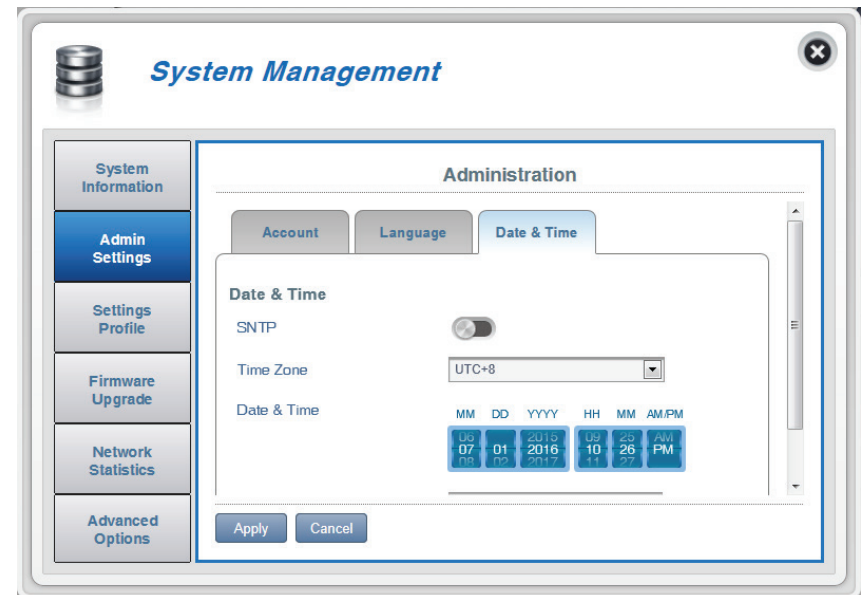 System Management
System
Information
Admin
Settings
Settings
Profile
Firmware
Upgrade
Network
Statistics
Advanced
Options
Administration
Account Language Date & Time
Date & Time
SNTP
Time Zone UTC+8
Date & Time
MM DD YYYY HH MM AM/PM
06 2015 09 25 AM
07 01 2016 10 26 PM
08 02 2017 11 27
Apply Cancel